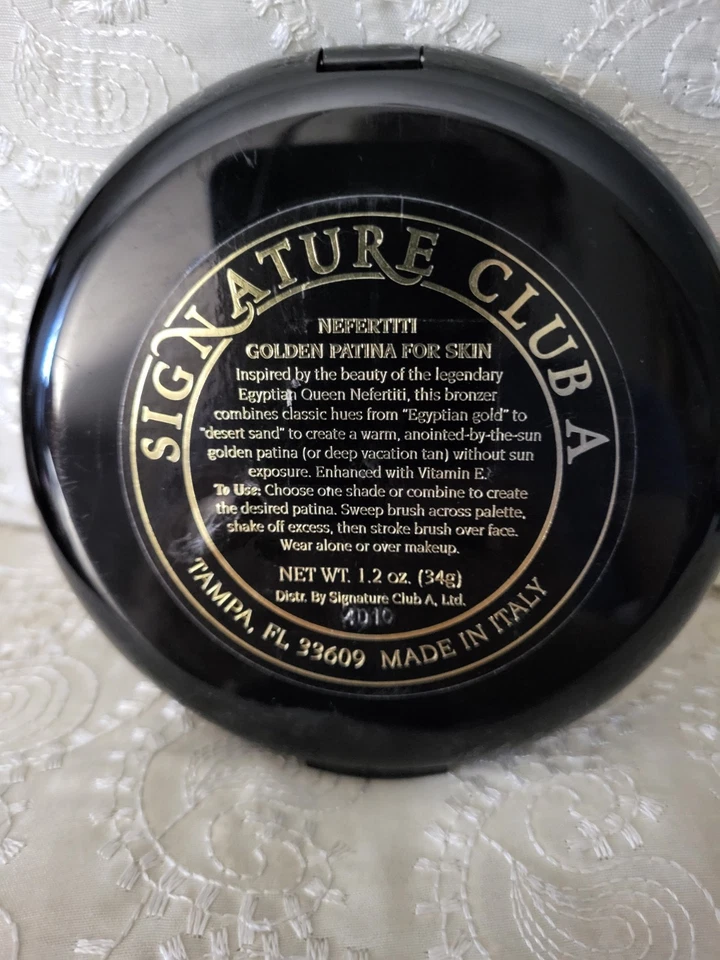 SIGNATURE CLUB A
NEFERTITI
GOLDEN PATINA FOR SKIN
Inspired by the beauty of the legendary
Egyptian Queen Nefertiti, this bronzer
combines classic hues from "Egyptian gold" to
"desert sand" to create a warm, anointed-by-the-sun
golden patina (or deep vacation tan) without sun
exposure. Enhanced with Vitamin E.
To Use: Choose one shade or combine to create
the desired patina. Sweep brush across palette,
shake off excess, then stroke brush over face.
Wear alone or over makeup.
NET WT. 1.2 oz. (34g)
Distr. By Signature Club A, Ltd.
TAMPA, FL 33609 MADE IN ITALY